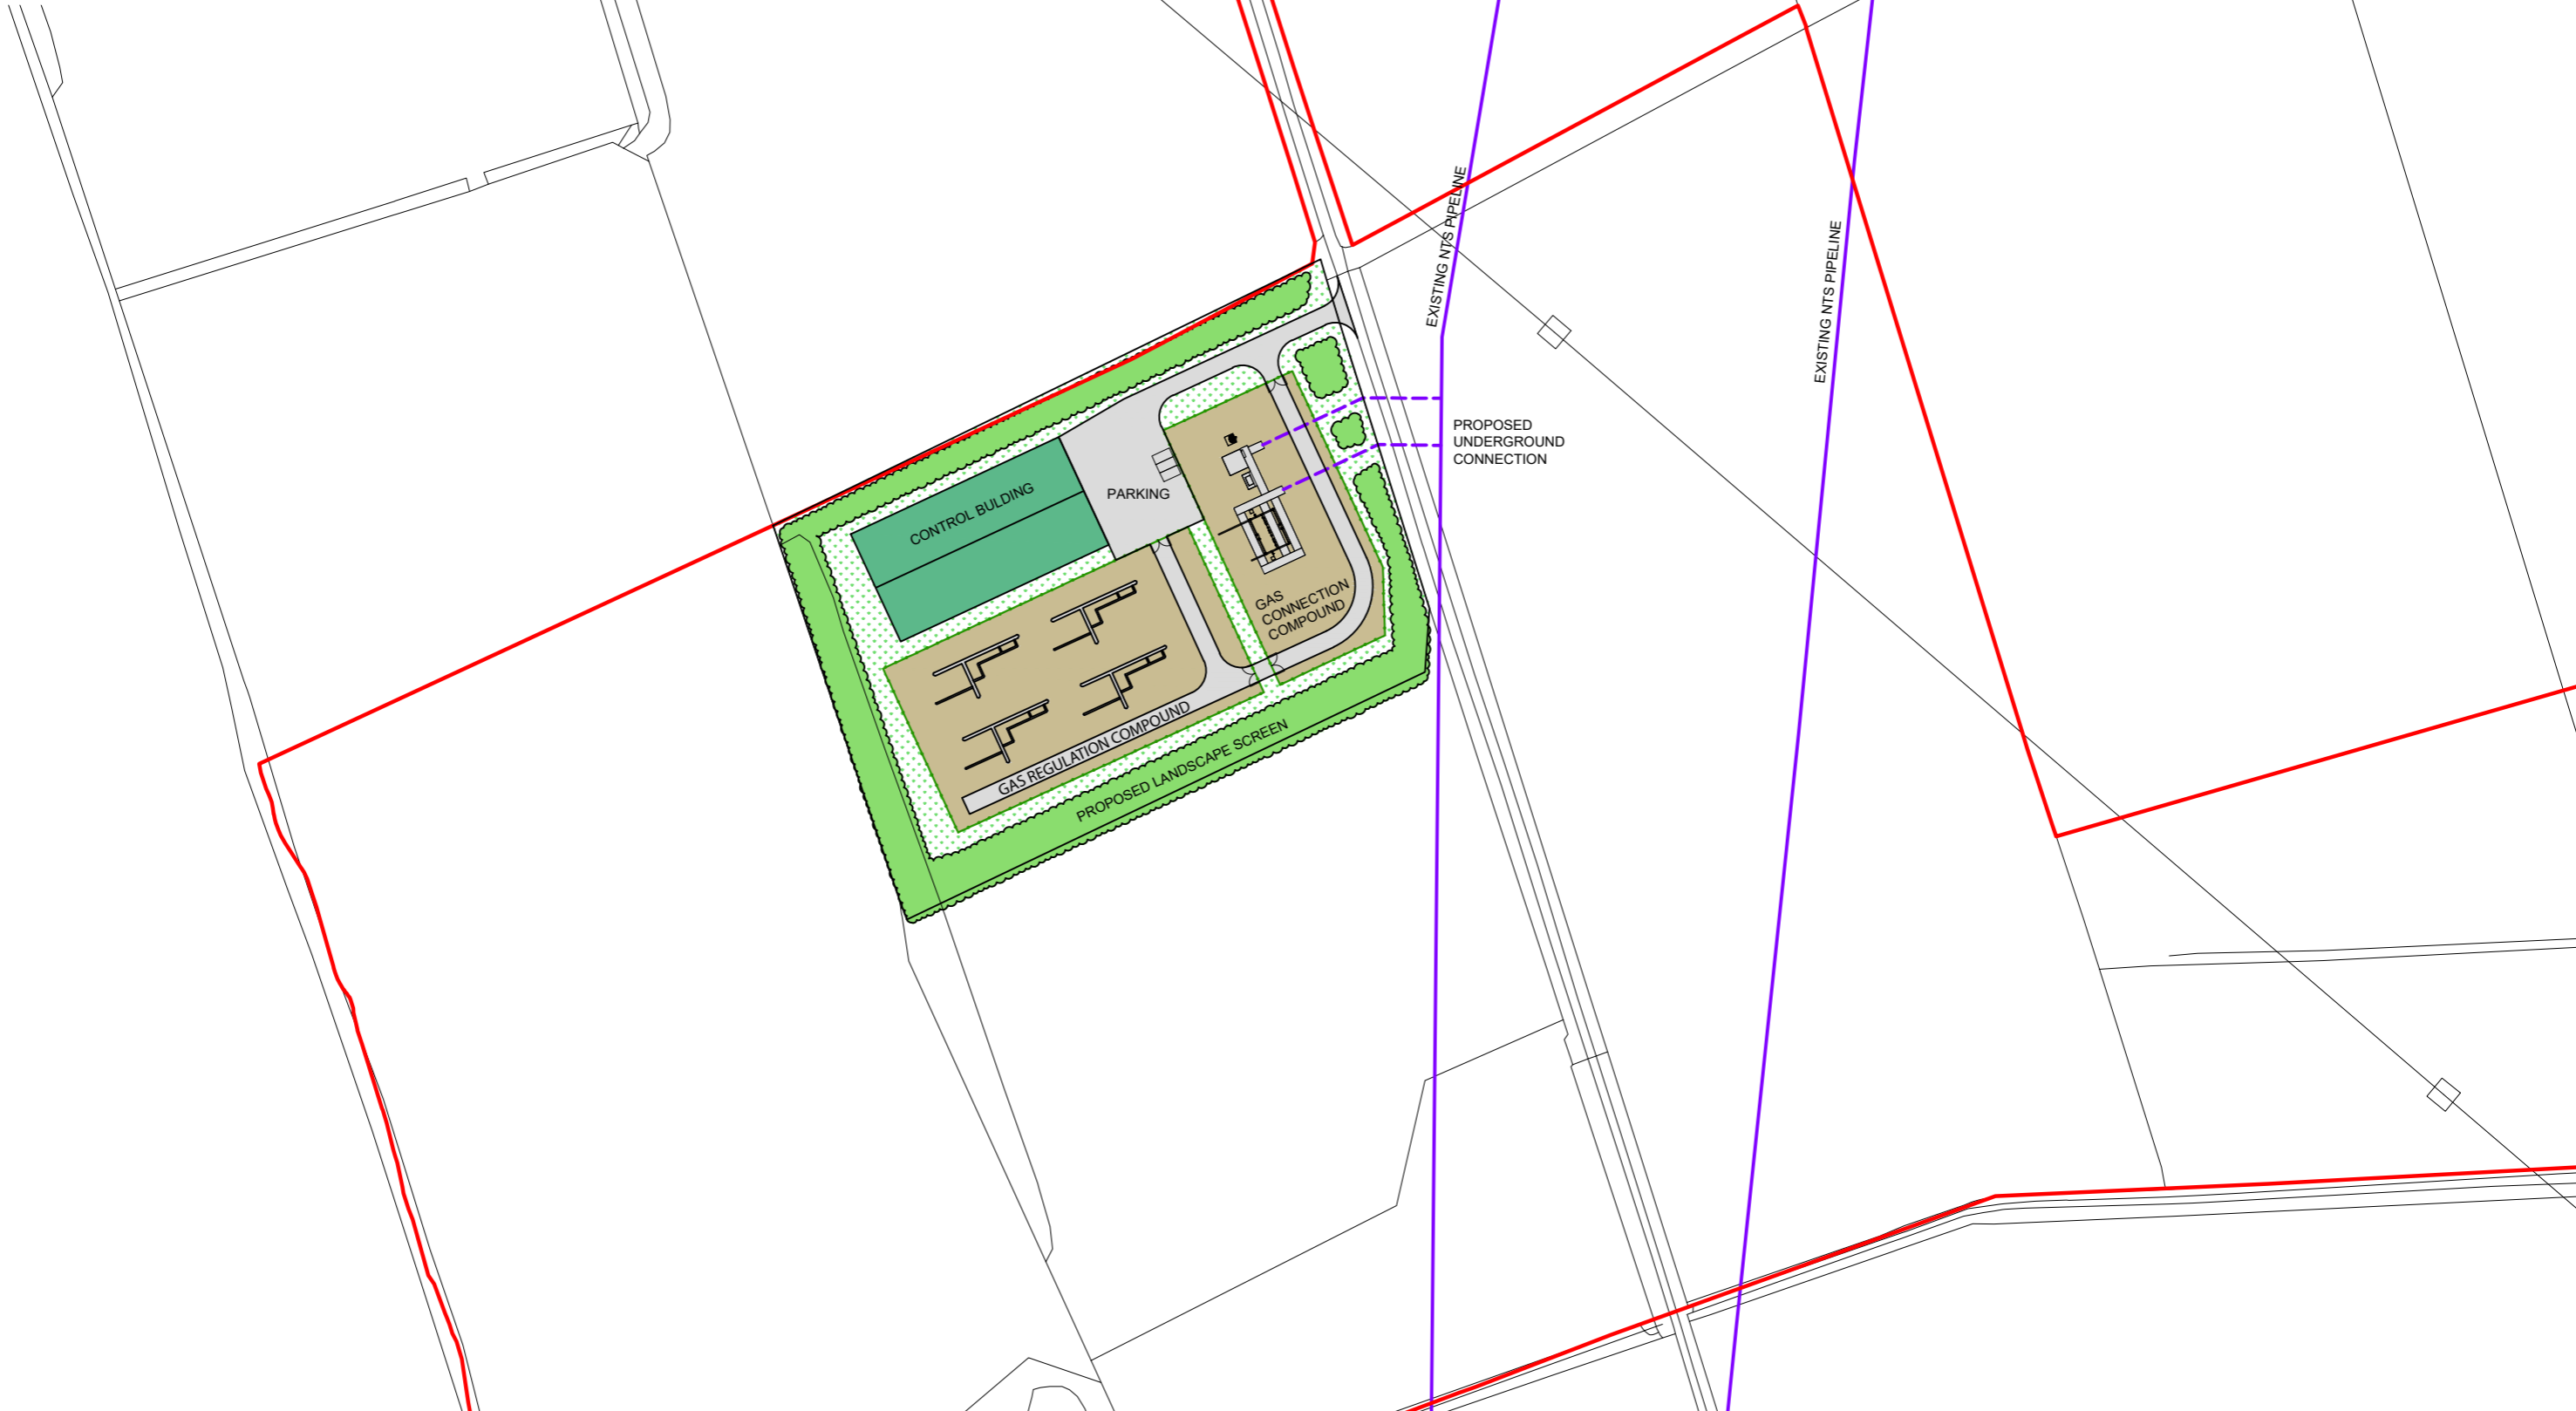 EXISTING NTS PIPELINE
EXISTING NTS PIPELINE
PROPOSED
UNDERGROUND
CONNECTION
CONTROL BULDING
PARKING
GAS
CONNECTION
COMPOUND
GAS REGULATION COMPOUND
PROPOSED LANDSCAPE SCREEN